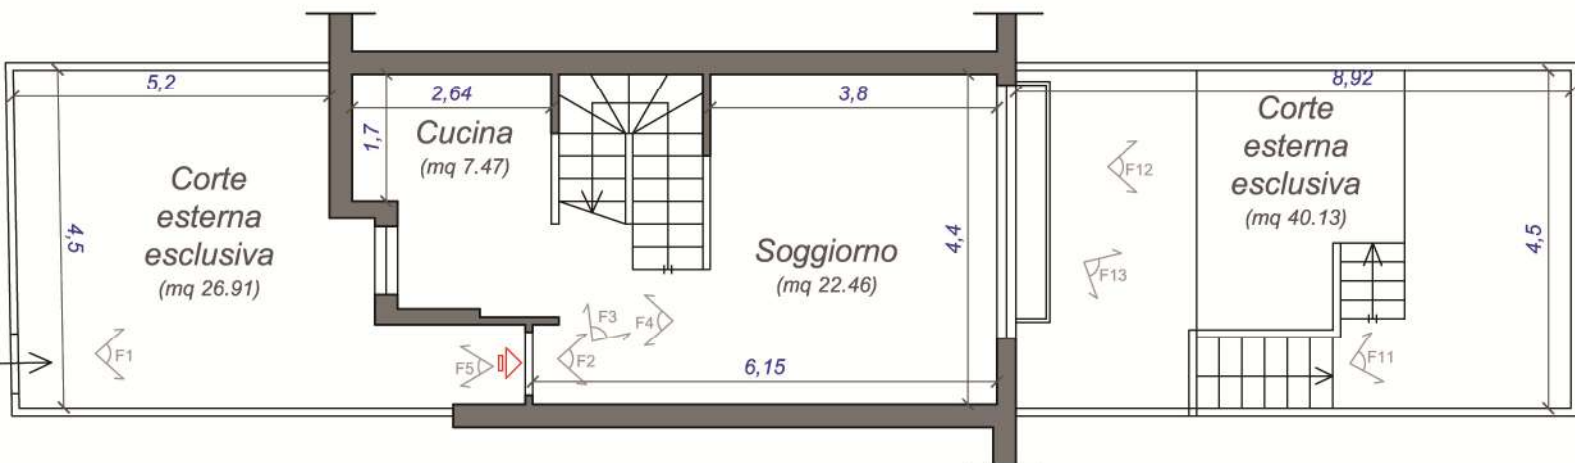 5,2
4,5
Corte
esterna
esclusiva
(mq 26.91)
F1
2,64
1,7
Cucina
(mq 7.47)
3,8
4,4
Soggiorno
(mq 22.46)
F3
F4
F5
F2
6,15
8,92
Corte
esterna
esclusiva
(mq 40.13)
F12
F13
4,5
F11